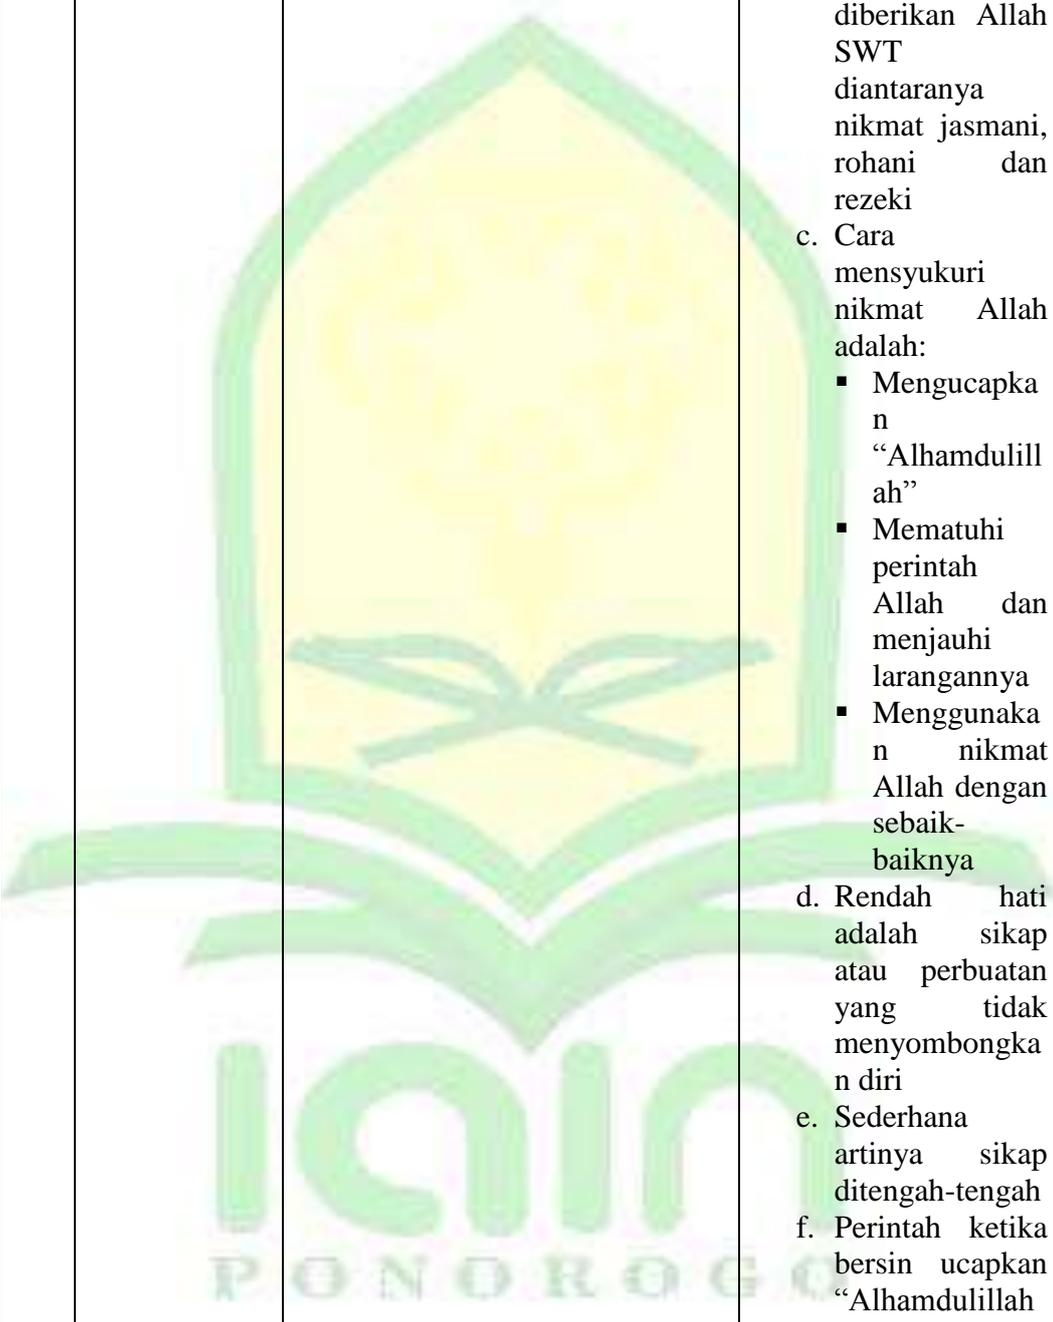 diberikan Allah
SWT
diantaranya
nikmat jasmani,
rohani dan
rezeki
c. Cara
mensyukuri
nikmat Allah
adalah:
▪ Mengucapka
n
“Alhamdulill
ah”
▪ Mematuhi
perintah
Allah dan
menjauhi
larangannya
▪ Menggunaka
n nikmat
Allah dengan
sebaik-
baiknya
d. Rendah hati
adalah sikap
atau perbuatan
yang tidak
menyombongka
n diri
e. Sederhana
artinya sikap
ditengah-tengah
f. Perintah ketika
bersin ucapkan
“Alhamdulillah
iain
PONOROGO